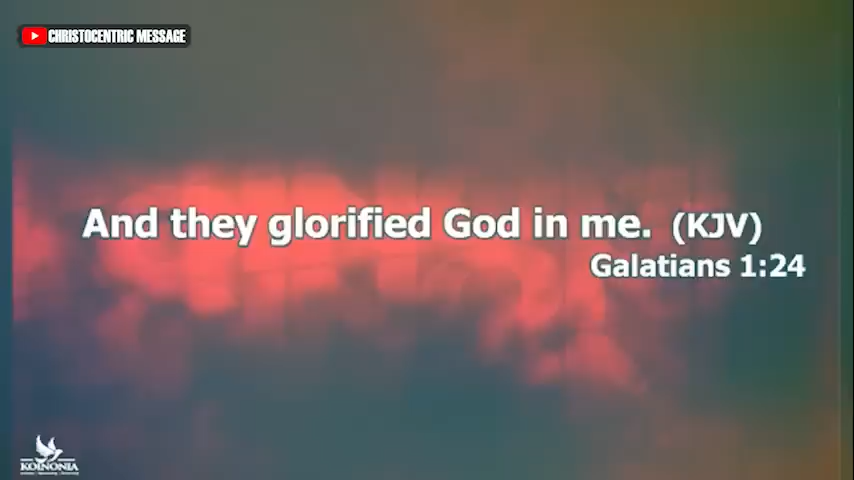 CHRISTOCENTRIC MESSAGE
And they glorified God in me. (KJV)
Galatians 1:24
KOINONIA